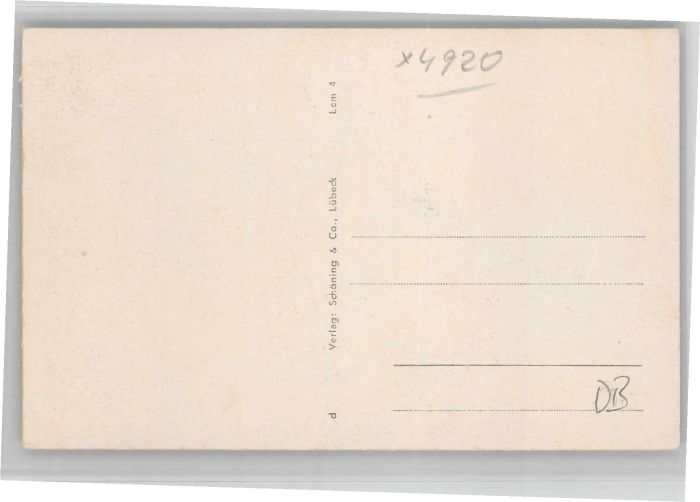 x4920
d Verlag: Schöning & Co., Lübeck Lem 4
DB